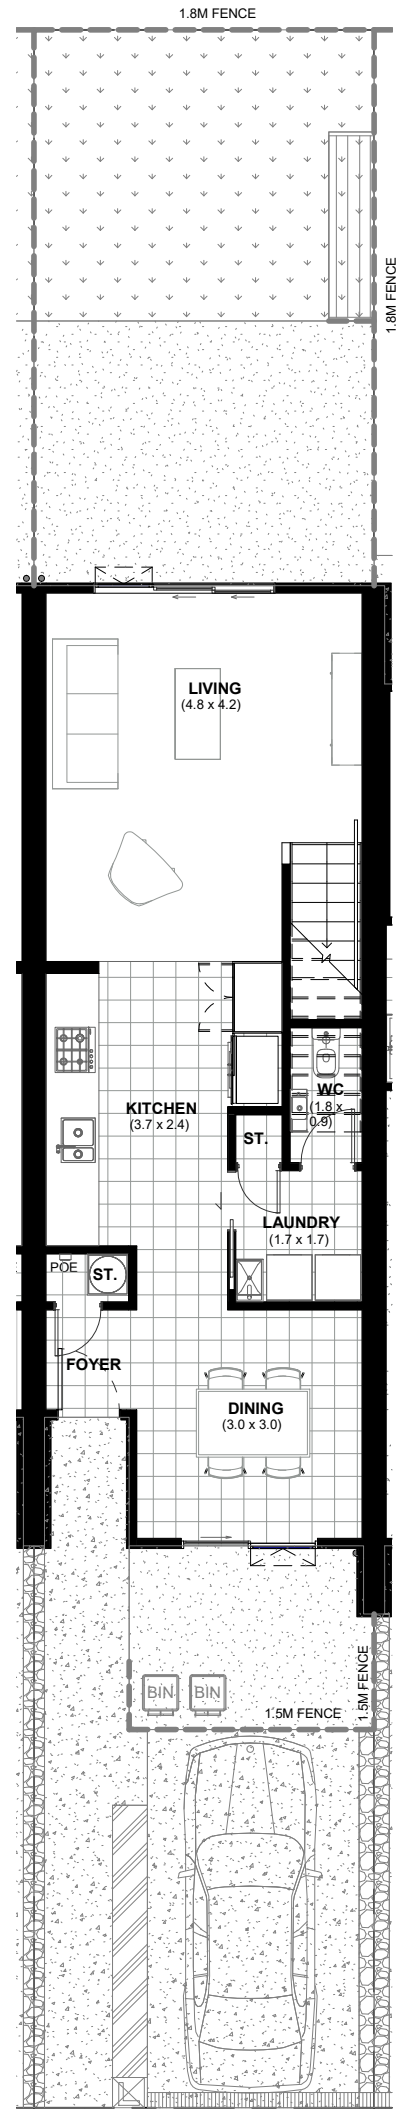 1.8M FENCE
1.8M FENCE
LIVING
(4.8 x 4.2)
KITCHEN
(3.7 x 2.4)
WC
(1.8 x
0.9)
ST.
LAUNDRY
(1.7 x 1.7)
POE
ST.
FOYER
DINING
(3.0 x 3.0)
BIN
BIN
1.5M FENCE
1.5M FENCE